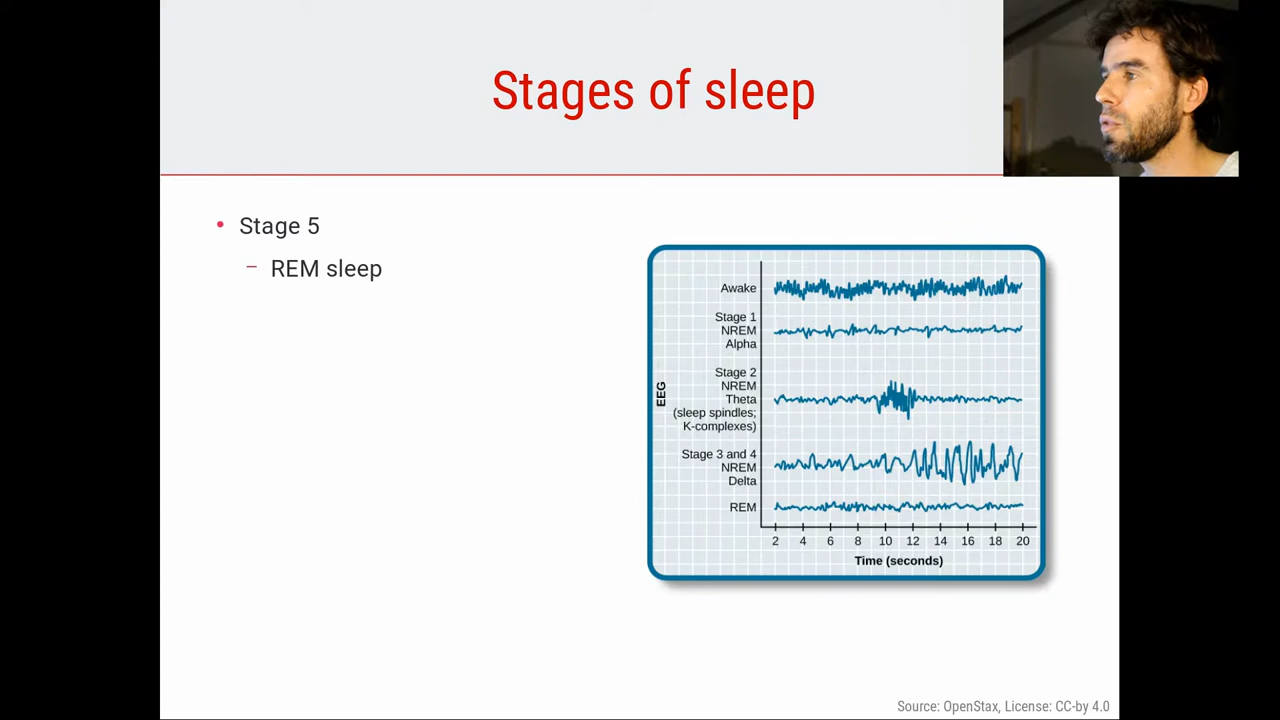 Stages of sleep
• Stage 5
– REM sleep
Awake
Stage 1
NREM
Alpha
Stage 2
NREM
Theta
(sleep spindles;
K-complexes)
Stage 3 and 4
NREM
Delta
REM
EEG
2 4 6 8 10 12 14 16 18 20
Time (seconds)
Source: OpenStax, License: CC-by 4.0